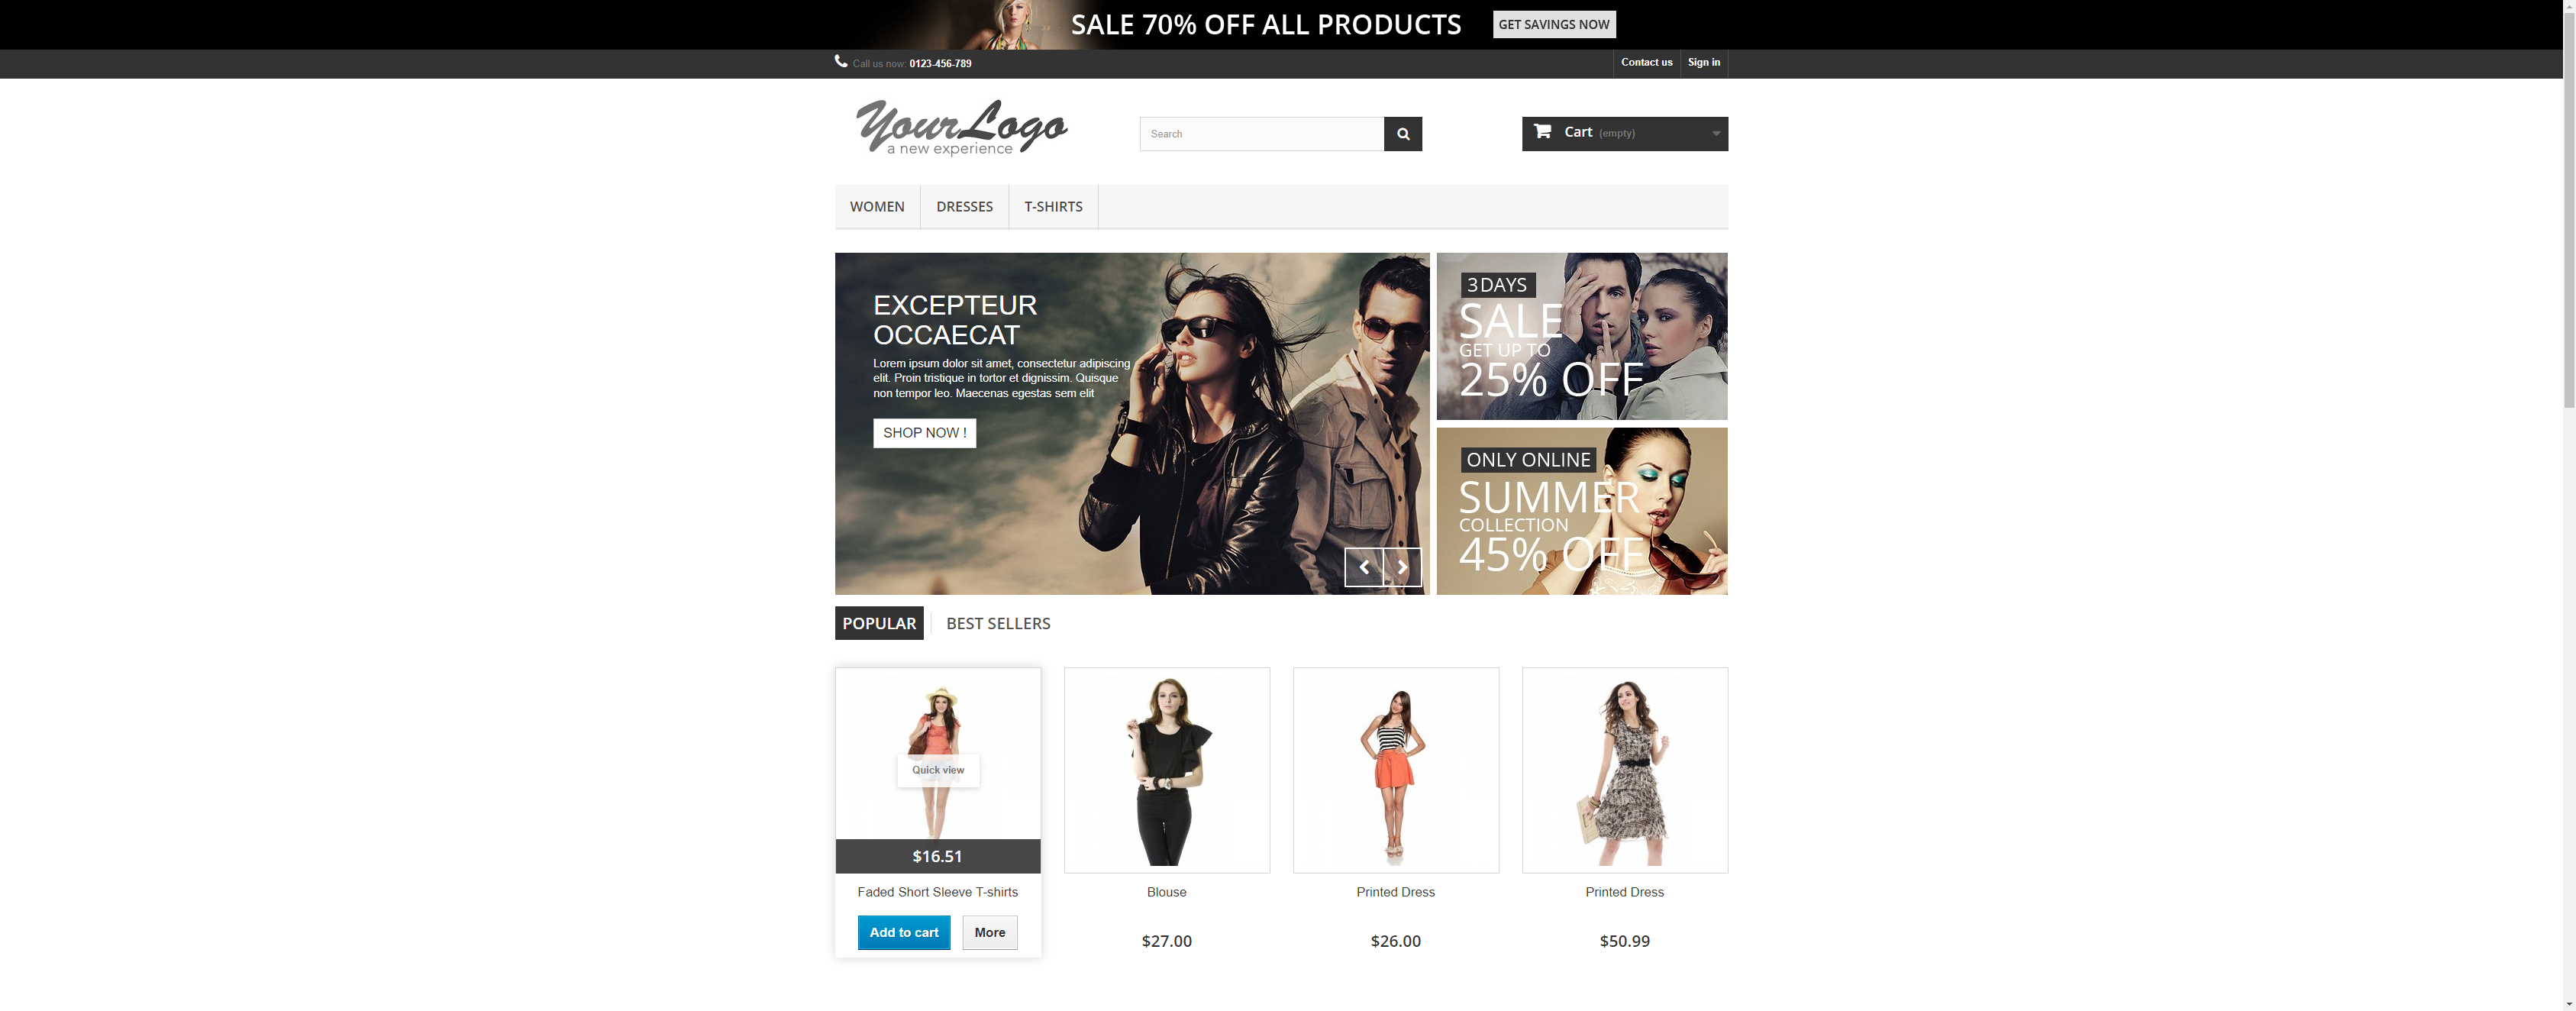 SALE 70% OFF ALL PRODUCTS
GET SAVINGS NOW
Call us now: 0123-456-789
Contact us
Sign in
YourLogo
a new experience
Search
Cart (empty)
WOMEN
DRESSES
T-SHIRTS
EXCEPTEUR
OCCAECAT
Lorem ipsum dolor sit amet, consectetur adipiscing
elit. Proin tristique in tortor et dignissim. Quisque
non tempor leo. Maecenas egestas sem elit
SHOP NOW !
3 DAYS
SALE
GET UP TO
25% OFF
ONLY ONLINE
SUMMER
COLLECTION
45% OFF
POPULAR
BEST SELLERS
Quick view
$16.51
Faded Short Sleeve T-shirts
Add to cart
More
Blouse
$27.00
Printed Dress
$26.00
Printed Dress
$50.99